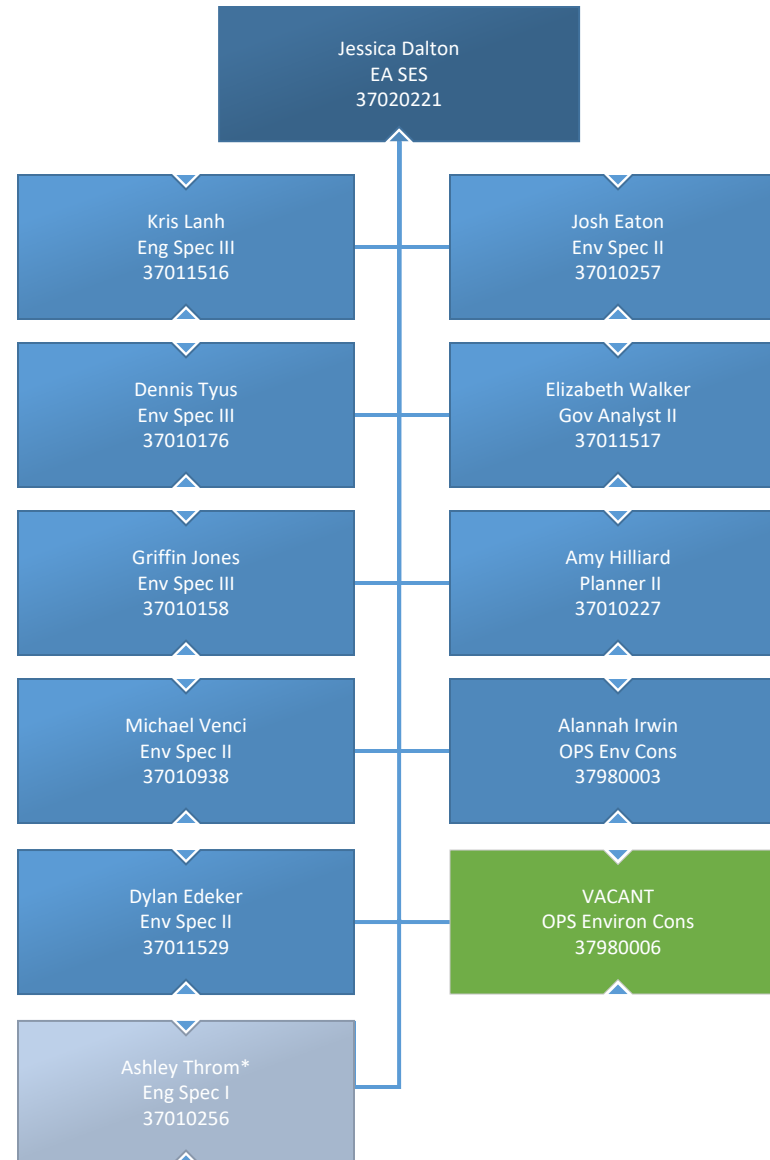 Jessica Dalton
EA SES
37020221
Kris Lanh
Eng Spec III
37011516
Josh Eaton
Env Spec II
37010257
Dennis Tyus
Env Spec III
37010176
Elizabeth Walker
Gov Analyst II
37011517
Griffin Jones
Env Spec III
37010158
Amy Hilliard
Planner II
37010227
Michael Venci
Env Spec II
37010938
Alannah Irwin
OPS Env Cons
37980003
Dylan Edeker
Env Spec II
37011529
VACANT
OPS Environ Cons
37980006
Ashley Throm*
Eng Spec I
37010256